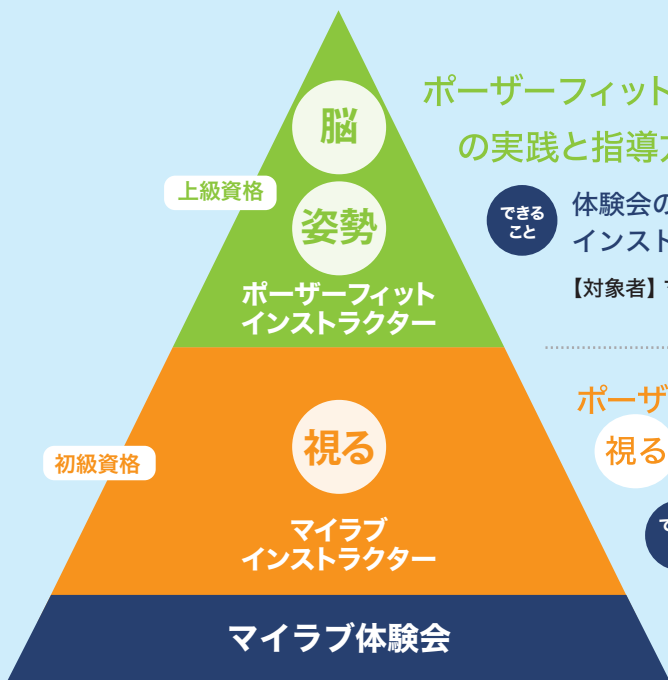 脳
姿勢
上級資格
ポーザーフィット
インストラクター
ポーザーフィット
の実践と指導
できる
こと
体験会の
インスト
【対象者】
視る
初級資格
マイラブ
インストラクター
ポーザ
視る
マイラブ体験会